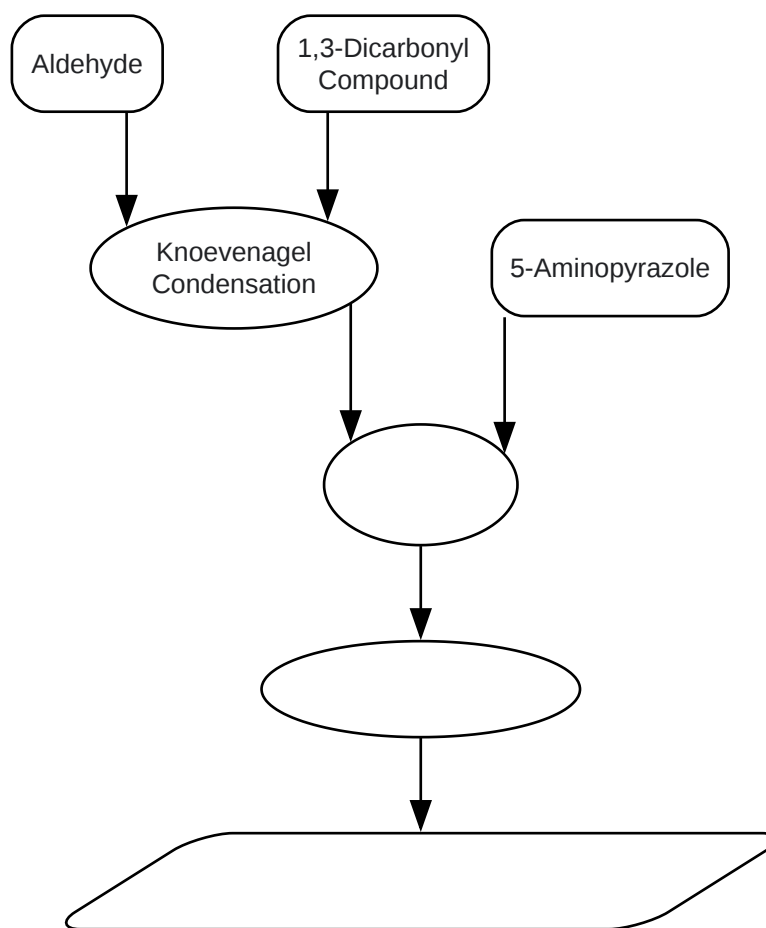 Aldehyde
1,3-Dicarbonyl
Compound
Knoevenagel
Condensation
5-Aminopyrazole